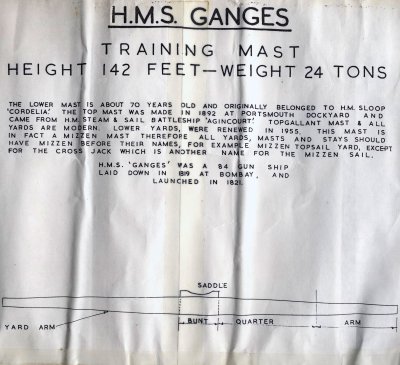 H.M.S. GANGES
TRAINING MAST
HEIGHT 142 FEET—WEIGHT 24 TONS
THE LOWER MAST IS ABOUT 70 YEARS OLD AND ORIGINALLY BELONGED TO H.M. SLOOP
'CORDELIA'. THE TOP MAST WAS MADE IN 1892 AT PORTSMOUTH DOCKYARD AND
CAME FROM H.M. STEAM & SAIL BATTLESHIP 'AGINCOURT'. TOPGALLANT MAST & ALL
YARDS ARE MODERN. LOWER YARDS, WERE RENEWED IN 1955. THIS MAST IS
IN FACT A MIZZEN MAST THEREFORE ALL YARDS, MASTS AND STAYS SHOULD
HAVE MIZZEN BEFORE THEIR NAMES, FOR EXAMPLE MIZZEN TOPSAIL YARD, EXCEPT
FOR THE CROSS JACK WHICH IS ANOTHER NAME FOR THE MIZZEN SAIL.
H.M.S. 'GANGES' WAS A 84 GUN SHIP
LAID DOWN IN 1819 AT BOMBAY, AND
LAUNCHED IN 1821.
SADDLE
YARD ARM
BUNT
QUARTER
ARM